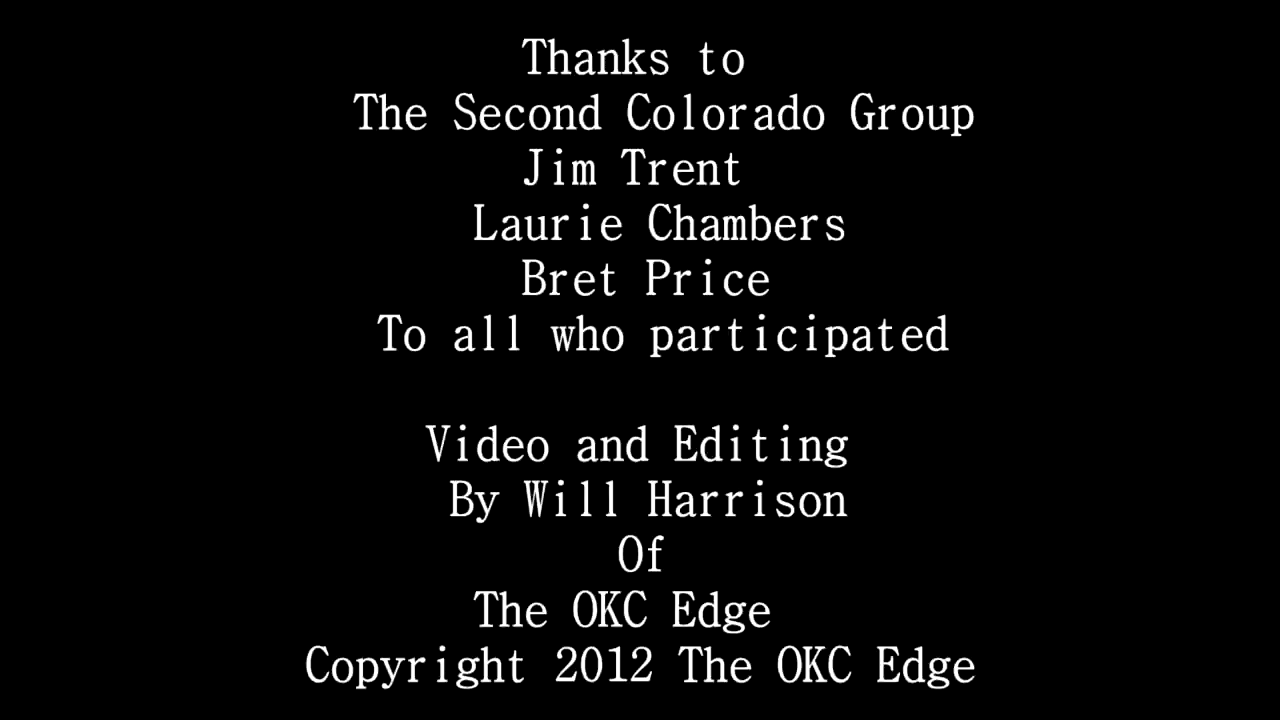 Thanks to
The Second Colorado Group
Jim Trent
Laurie Chambers
Bret Price
To all who participated
Video and Editing
By Will Harrison
Of
The OKC Edge
Copyright 2012 The OKC Edge